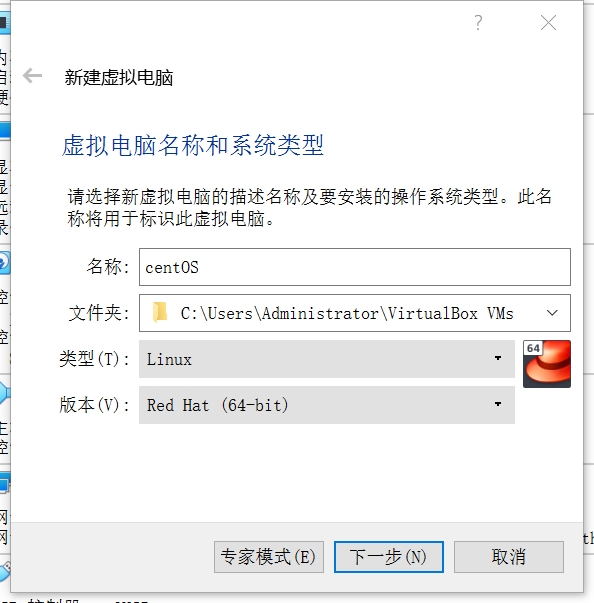 ?
新建虚拟电脑
虚拟电脑名称和系统类型
请选择新虚拟电脑的描述名称及要安装的操作系统类型。此名
称将用于标识此虚拟电脑。
名称: centOS
文件夹: C:\Users\Administrator\VirtualBox VMs
类型(T): Linux
64
版本(V): Red Hat (64-bit)
专家模式(E) 下一步(N) 取消